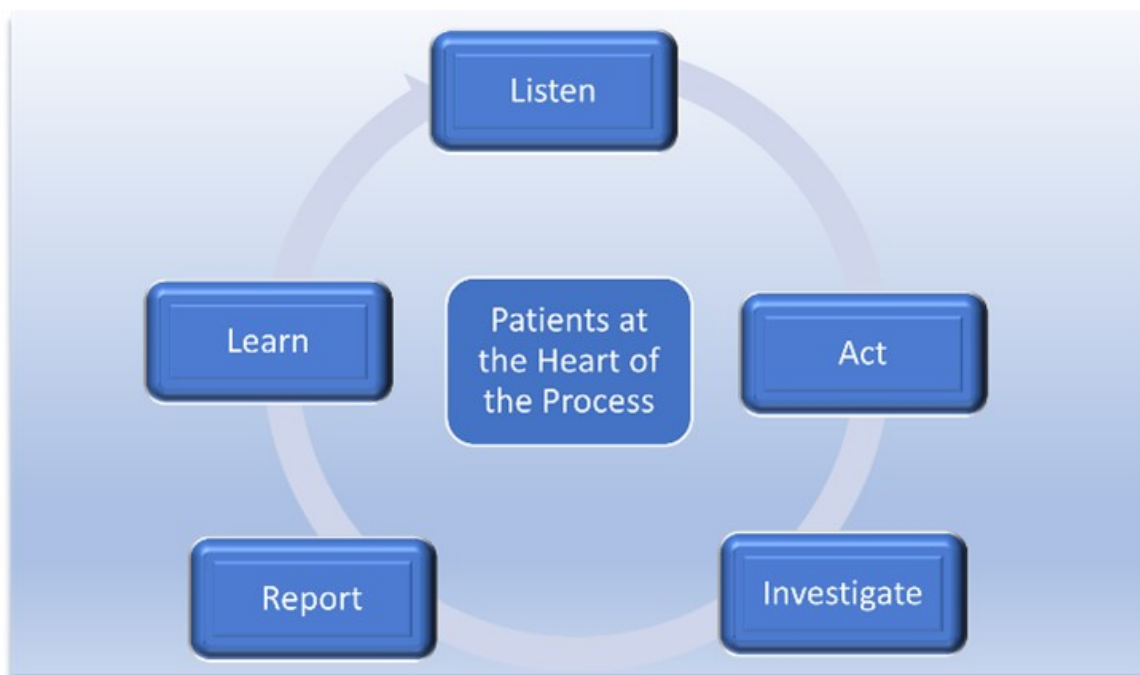 Listen
Act
Investigate
Report
Learn
Patients at
the Heart of
the Process